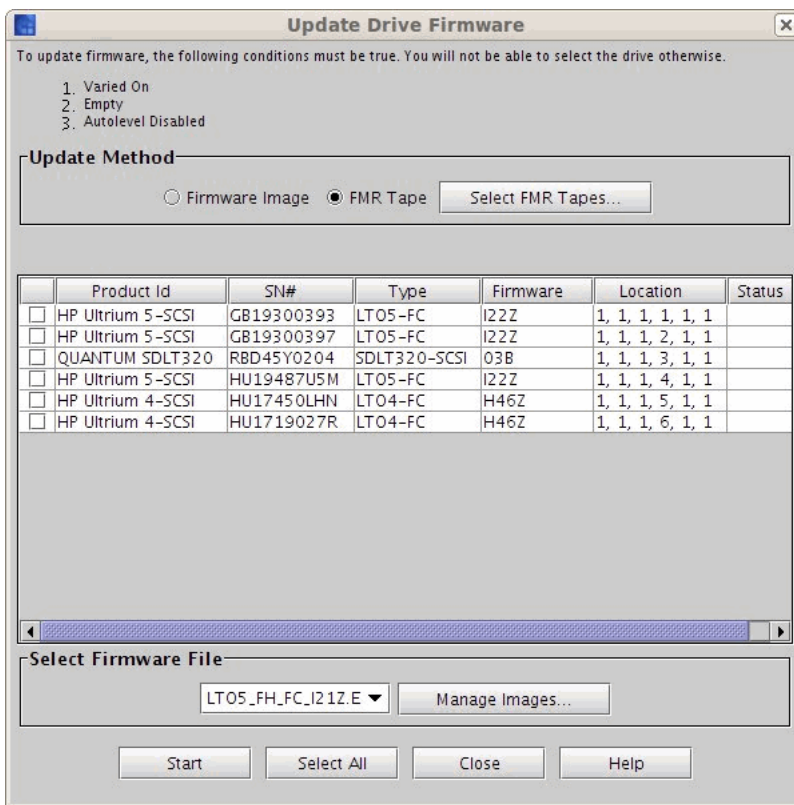 Update Drive Firmware
To update firmware, the following conditions must be true. You will not be able to select the drive otherwise.
1. Varied On
2. Empty
3. Autolevel Disabled
Update Method
Firmware Image FMR Tape Select FMR Tapes...
Product Id SN# Type Firmware Location Status
HP Ultrium 5-SCSI GB19300393 LTO5-FC I22Z 1, 1, 1, 1, 1, 1
HP Ultrium 5-SCSI GB19300397 LTO5-FC I22Z 1, 1, 1, 2, 1, 1
QUANTUM SDLT320 RBD45Y0204 SDLT320-SCSI 03B 1, 1, 1, 3, 1, 1
HP Ultrium 5-SCSI HU19487U5M LTO5-FC I22Z 1, 1, 1, 4, 1, 1
HP Ultrium 4-SCSI HU17450LHN LTO4-FC H46Z 1, 1, 1, 5, 1, 1
HP Ultrium 4-SCSI HU1719027R LTO4-FC H46Z 1, 1, 1, 6, 1, 1
Select Firmware File
LTO5_FH_FC_I21Z.E Manage Images...
Start Select All Close Help